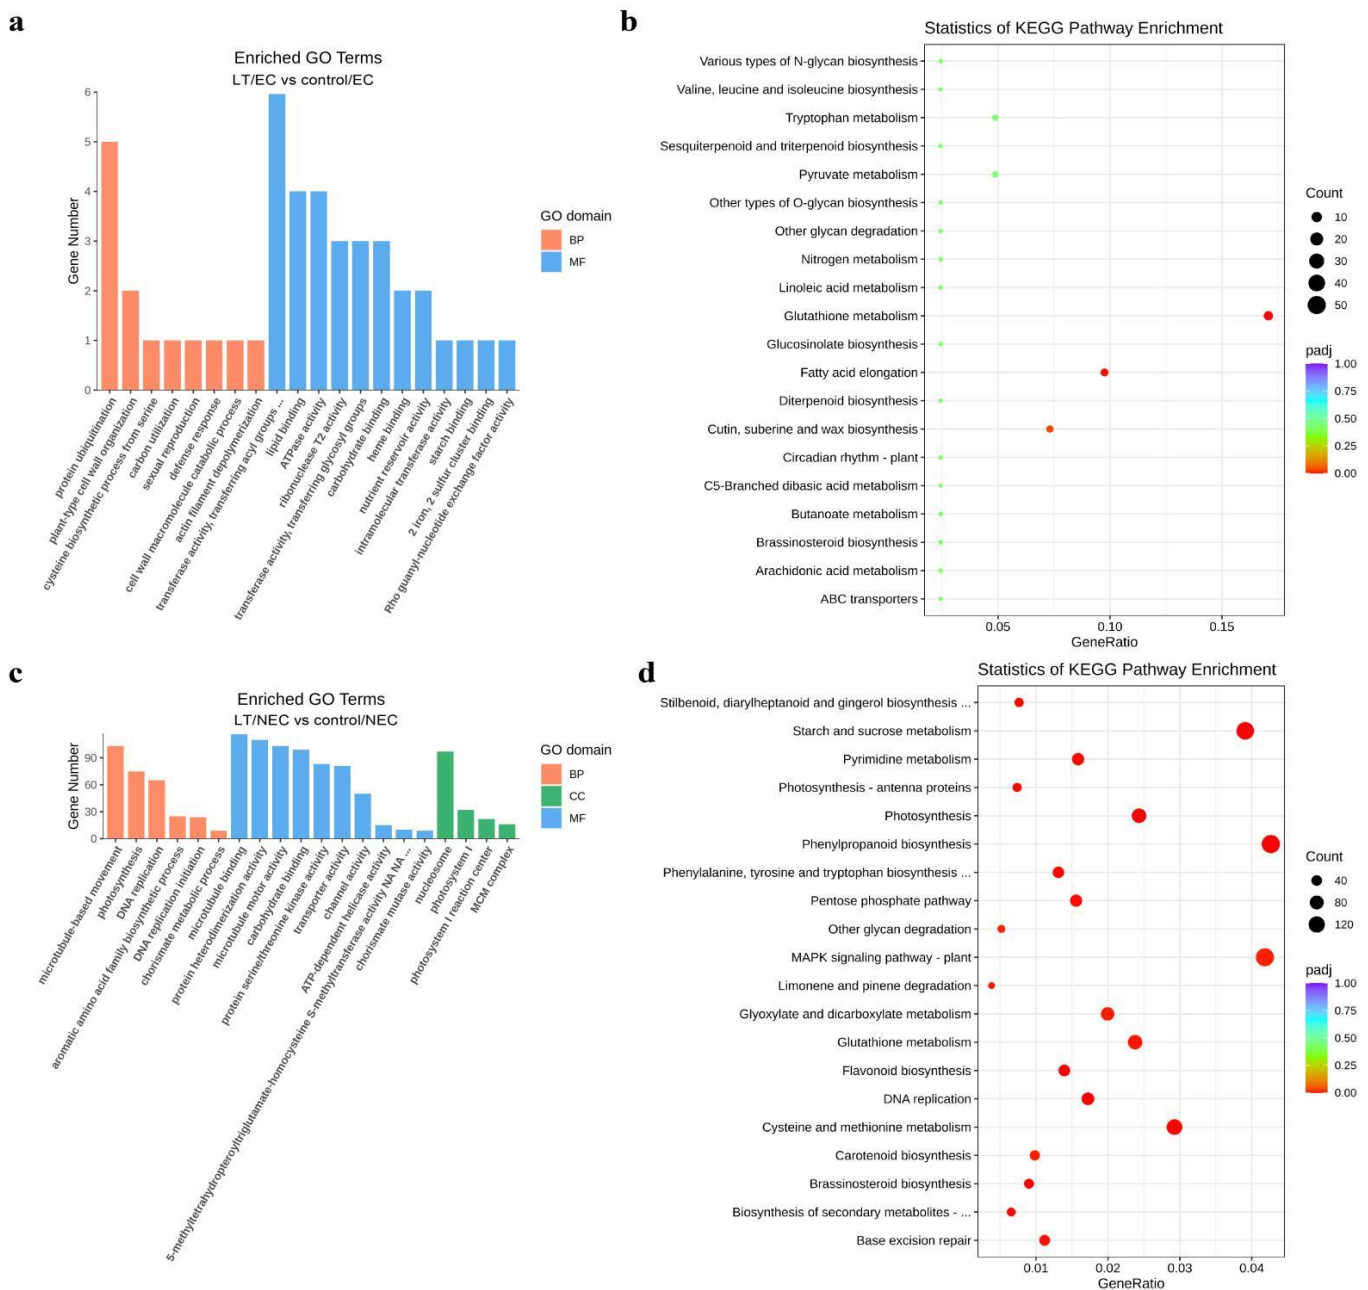 a
Enriched GO Terms
LT/EC vs control/EC
Gene Number
6
5
4
3
2
1
0
protein ubiquitination
plant-type cell wall organization
cysteine biosynthetic process from serine
carbon utilization
sexual reproduction
defense response
cell wall macromolecule catabolic process
actin filament depolymerization
transferase activity, transferring acyl groups ...
lipid binding
ATPase activity
ribonuclease T2 activity
transferase activity, transferring glycosyl groups
carbohydrate binding
heme binding
nutrient reservoir activity
intramolecular transferase activity
starch binding
2 iron, 2 sulfur cluster binding
Rho guanyl-nucleotide exchange factor activity
GO domain
BP
MF
b
Statistics of KEGG Pathway Enrichment
Various types of N-glycan biosynthesis
Valine, leucine and isoleucine biosynthesis
Tryptophan metabolism
Sesquiterpenoid and triterpenoid biosynthesis
Pyruvate metabolism
Other types of O-glycan biosynthesis
Other glycan degradation
Nitrogen metabolism
Linoleic acid metabolism
Glutathione metabolism
Glucosinolate biosynthesis
Fatty acid elongation
Diterpenoid biosynthesis
Cutin, suberine and wax biosynthesis
Circadian rhythm - plant
C5-Branched dibasic acid metabolism
Butanoate metabolism
Brassinosteroid biosynthesis
Arachidonic acid metabolism
ABC transporters
0.05
0.10
0.15
GeneRatio
Count
10
20
30
40
50
padj
1.00
0.75
0.50
0.25
0.00
c
Enriched GO Terms
LT/NEC vs control/NEC
Gene Number
90
60
30
0
microtubule-based movement
photosynthesis
DNA replication
aromatic amino acid family biosynthetic process
DNA replication initiation
chorismate metabolic process
microtubule binding
protein heterodimerization activity
microtubule motor activity
carbohydrate binding
protein serine/threonine kinase activity
transporter activity
channel activity
ATP-dependent helicase activity
5-methyltetrahydropteroyltriglutamate-homocysteine S-methyltransferase activity NA NA ...
chorismate mutase activity
nucleosome
photosystem I
photosystem I reaction center
MCM complex
GO domain
BP
CC
MF
d
Statistics of KEGG Pathway Enrichment
Stilbenoid, diarylheptanoid and gingerol biosynthesis ...
Starch and sucrose metabolism
Pyrimidine metabolism
Photosynthesis - antenna proteins
Photosynthesis
Phenylpropanoid biosynthesis
Phenylalanine, tyrosine and tryptophan biosynthesis ...
Pentose phosphate pathway
Other glycan degradation
MAPK signaling pathway - plant
Limonene and pinene degradation
Glyoxylate and dicarboxylate metabolism
Glutathione metabolism
Flavonoid biosynthesis
DNA replication
Cysteine and methionine metabolism
Carotenoid biosynthesis
Brassinosteroid biosynthesis
Biosynthesis of secondary metabolites - ...
Base excision repair
0.01
0.02
0.03
0.04
GeneRatio
Count
40
80
120
padj
1.00
0.75
0.50
0.25
0.00